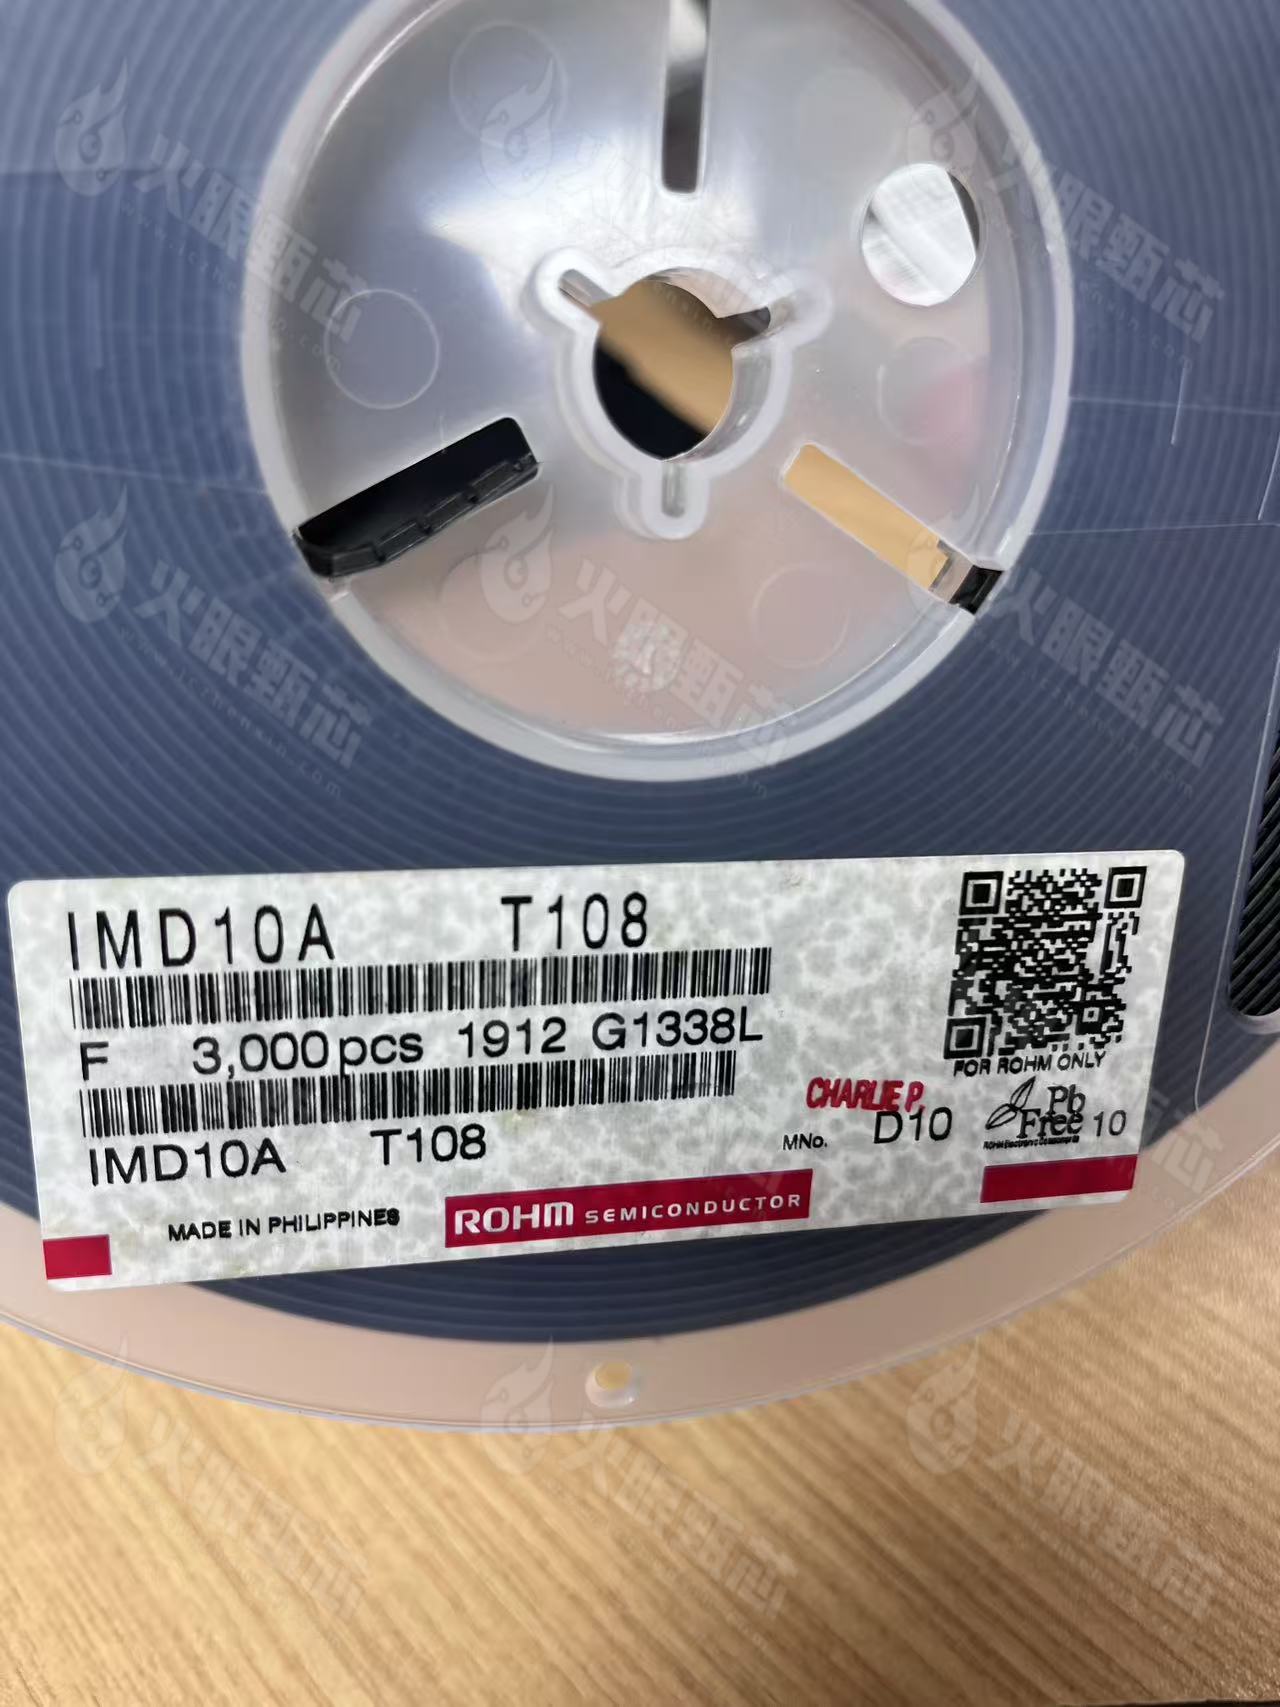 IMD10A T108
F 3,000pcs 1912 G1338L
IMD10A T108
MADE IN PHILIPPINES
ROHM SEMICONDUCTOR
FOR ROHM ONLY
CHARLIE P.
MNo. D10
Pb
Free 10
火眼甄芯